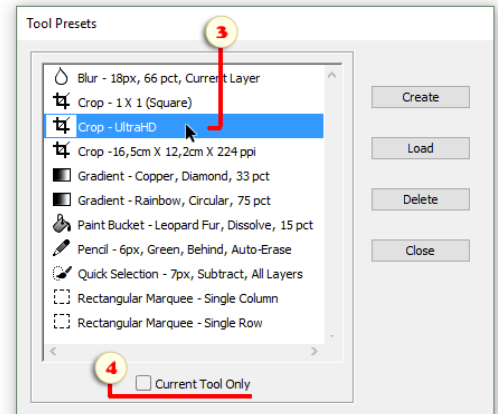 Tool Presets
3
Blur - 18px, 66 pct, Current Layer
Crop - 1 X 1 (Square)
Crop - UltraHD
Crop -16,5cm X 12,2cm X 224 ppi
Gradient - Copper, Diamond, 33 pct
Gradient - Rainbow, Circular, 75 pct
Paint Bucket - Leopard Fur, Dissolve, 15 pct
Pencil - 6px, Green, Behind, Auto-Erase
Quick Selection - 7px, Subtract, All Layers
Rectangular Marquee - Single Column
Rectangular Marquee - Single Row
4
Current Tool Only
Create
Load
Delete
Close